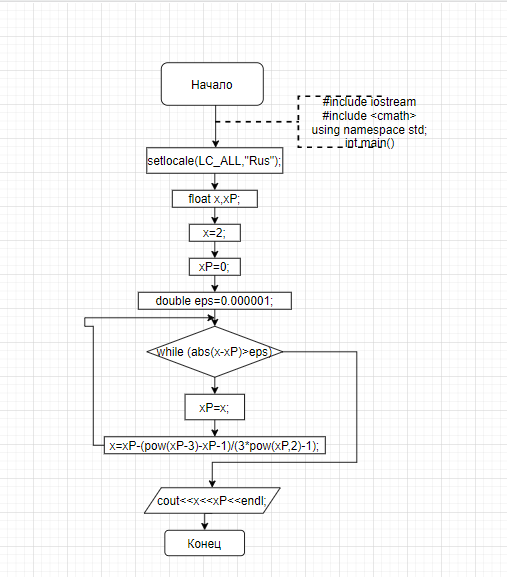 Начало
#include iostream
#include <cmath>
using namespace std;
int main()
setlocale(LC_ALL,"Rus");
float x,xP;
x=2;
xP=0;
double eps=0.000001;
while (abs(x-xP)>eps)
xP=x;
x=xP-(pow(xP-3)-xP-1)/(3*pow(xP,2)-1);
cout<<x<<xP<<endl;
Конец